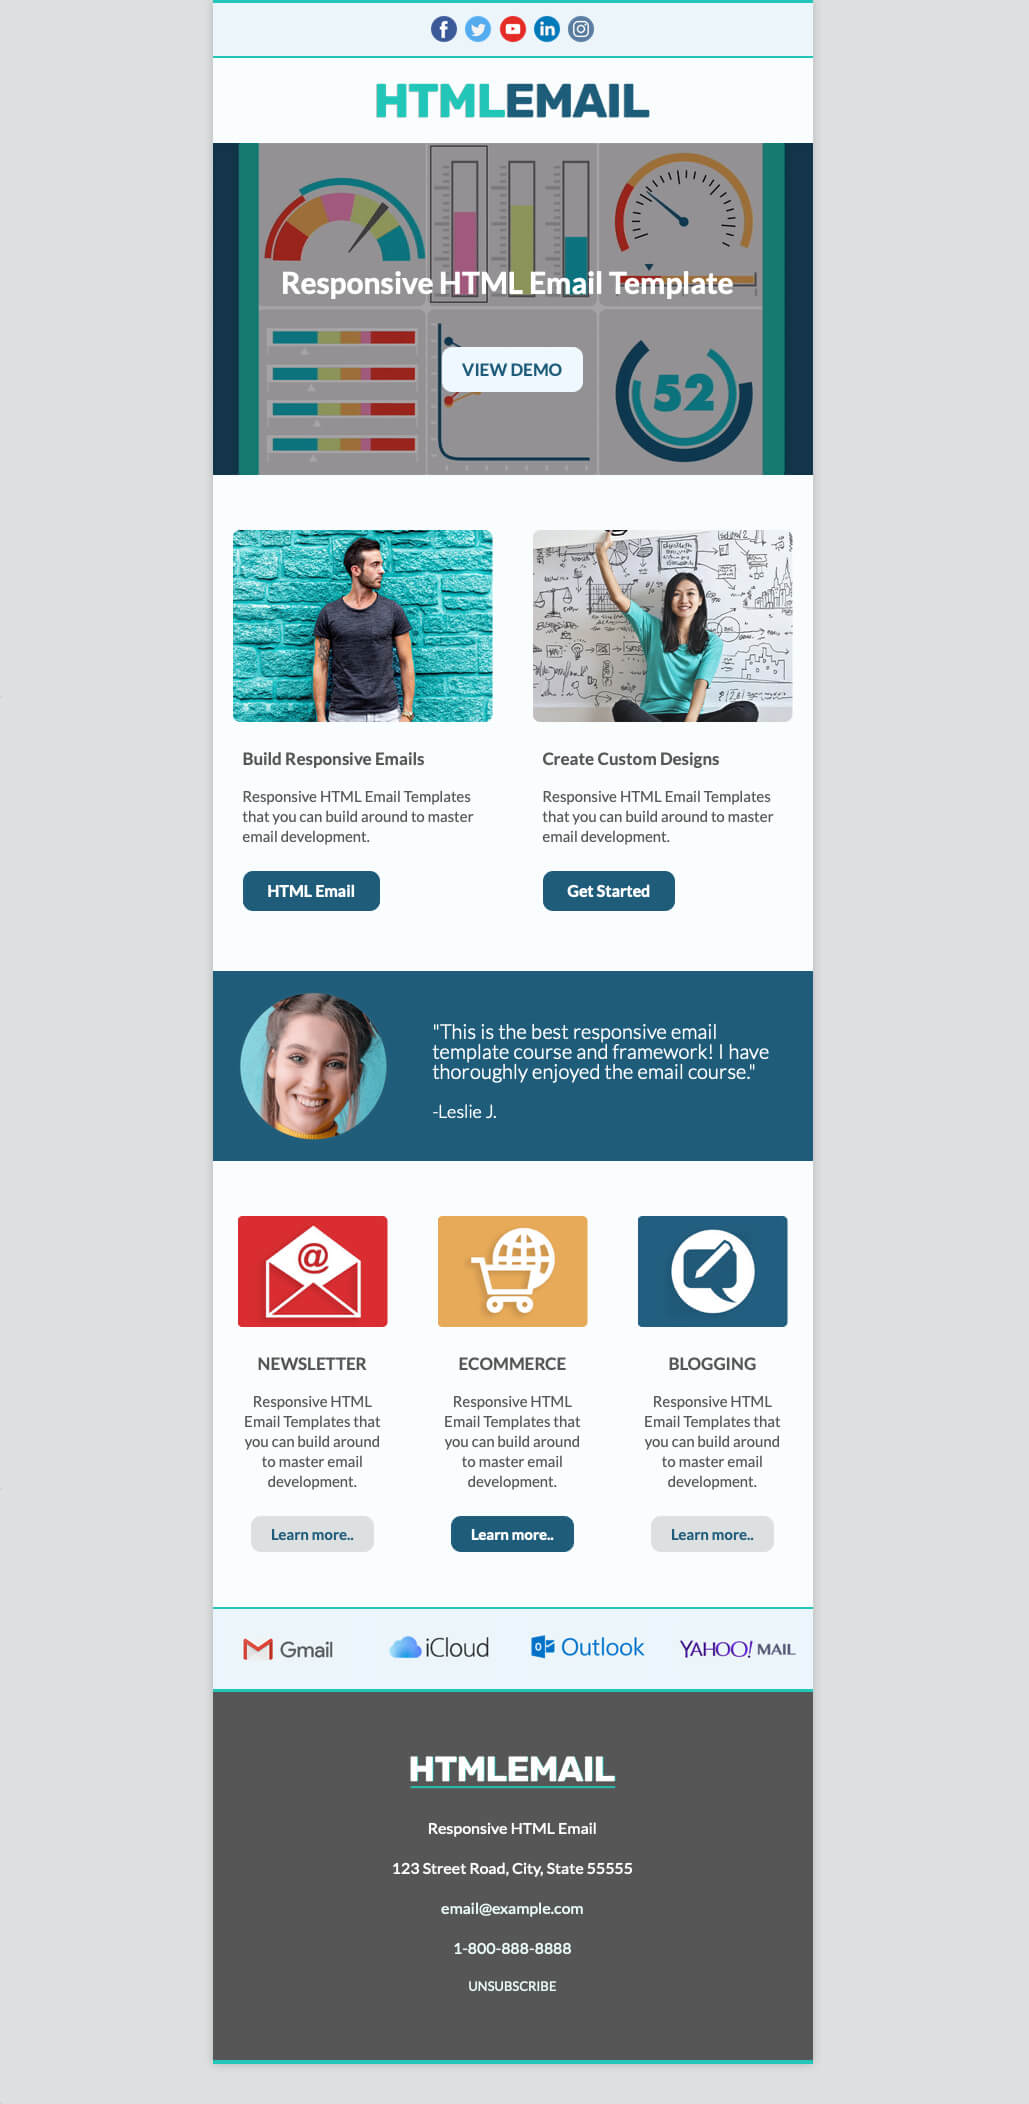 HTMLEMAIL
Responsive HTML Email Template
VIEW DEMO
52
Build Responsive Emails
Responsive HTML Email Templates
that you can build around to master
email development.
HTML Email
Create Custom Designs
Responsive HTML Email Templates
that you can build around to master
email development.
Get Started
"This is the best responsive email
template course and framework! I have
thoroughly enjoyed the email course."
-Leslie J.
NEWSLETTER
Responsive HTML
Email Templates that
you can build around
to master email
development.
Learn more..
ECOMMERCE
Responsive HTML
Email Templates that
you can build around
to master email
development.
Learn more..
BLOGGING
Responsive HTML
Email Templates that
you can build around
to master email
development.
Learn more..
Gmail
iCloud
Outlook
YAHOO! MAIL
HTMLEMAIL
Responsive HTML Email
123 Street Road, City, State 55555
email@example.com
1-800-888-8888
UNSUBSCRIBE